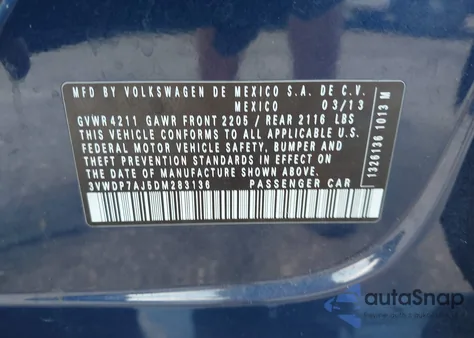 MFD BY VOLKSWAGEN DE MEXICO S.A. DE C.V.
MEXICO 03/13
GVWR 4211 GAWR FRONT 2205 / REAR 2116 LBS
THIS VEHICLE CONFORMS TO ALL APPLICABLE U.S.
FEDERAL MOTOR VEHICLE SAFETY, BUMPER AND
THEFT PREVENTION STANDARDS IN EFFECT ON THE
DATE OF MANUFACTURE SHOWN ABOVE.
3VWDP7AJ5DM283136 PASSENGER CAR
1326136 1013 M
autoSnap